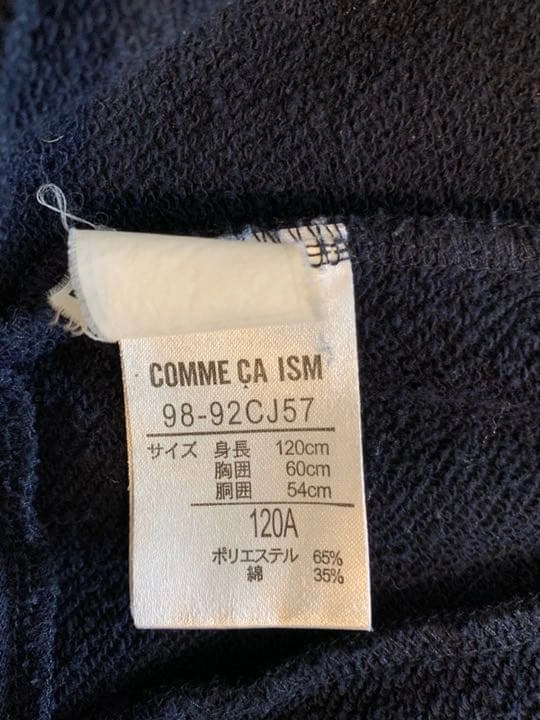 COMME ÇA ISM
98-92CJ57
サイズ 身長 120cm
胸囲 60cm
胴囲 54cm
120A
ポリエステル 65%
綿 35%